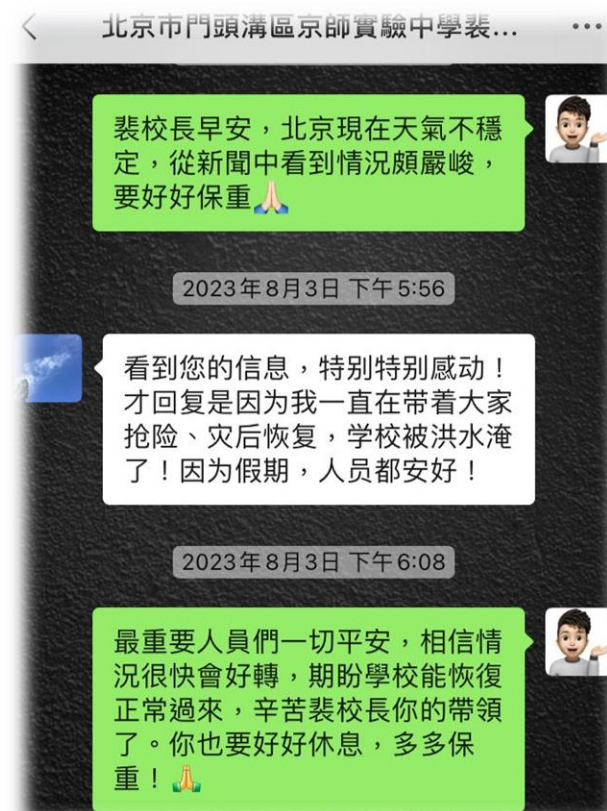 北京市門頭溝區京師實驗中學裴...
裴校長早安，北京現在天氣不穩
定，從新聞中看到情況頗嚴峻，
要好好保重🙏🏻
2023年8月3日 下午5:56
看到您的信息，特别特别感动！
才回复是因为我一直在带着大家
抢险、灾后恢复，学校被洪水淹
了！因为假期，人员都安好！
2023年8月3日 下午6:08
最重要人員們一切平安，相信情
況很快會好轉，期盼學校能恢復
正常過來，辛苦裴校長你的帶領
了。你也要好好休息，多多保
重！🙏